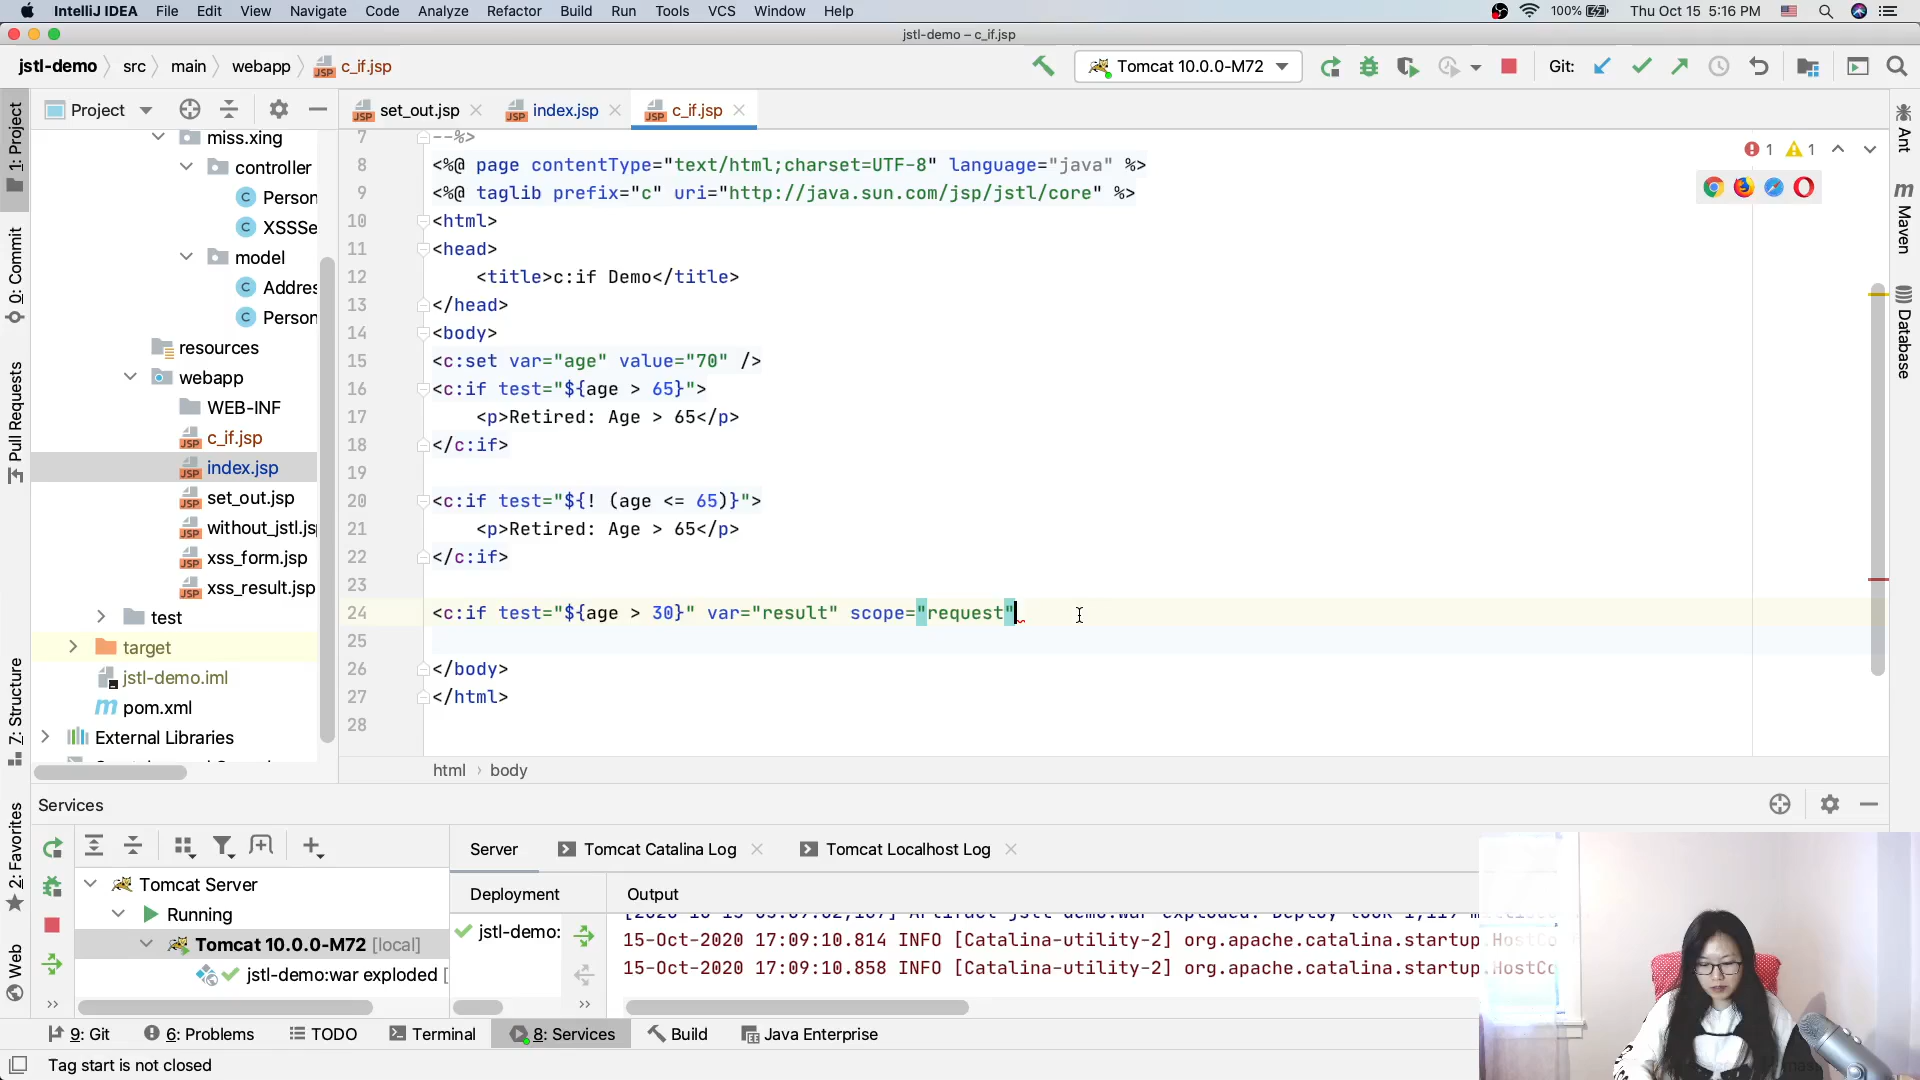 IntelliJ IDEA File Edit View Navigate Code Analyze Refactor Build Run Tools VCS Window Help 100% Thu Oct 15 5:16 PM
jstl-demo – c_if.jsp
jstl-demo src main webapp c_if.jsp Tomcat 10.0.0-M72 Git:
Project set_out.jsp index.jsp c_if.jsp
1: Project
0: Commit
Pull Requests
Z: Structure
2: Favorites
Web
miss.xing
controller
Person
XSSSe
model
Addres
Person
resources
webapp
WEB-INF
c_if.jsp
index.jsp
set_out.jsp
without_jstl.jsp
xss_form.jsp
xss_result.jsp
test
target
jstl-demo.iml
pom.xml
External Libraries
7 --%>
8 <%@ page contentType="text/html;charset=UTF-8" language="java" %>
9 <%@ taglib prefix="c" uri="http://java.sun.com/jsp/jstl/core" %>
10 <html>
11 <head>
12 <title>c:if Demo</title>
13 </head>
14 <body>
15 <c:set var="age" value="70" />
16 <c:if test="${age > 65}">
17 <p>Retired: Age > 65</p>
18 </c:if>
19
20 <c:if test="${! (age <= 65)}">
21 <p>Retired: Age > 65</p>
22 </c:if>
23
24 <c:if test="${age > 30}" var="result" scope="request"
25
26 </body>
27 </html>
28
html › body
1 1
Ant
Maven
Database
Services
Tomcat Server
Running
Tomcat 10.0.0-M72 [local]
jstl-demo:war exploded [
Server Tomcat Catalina Log Tomcat Localhost Log
Deployment Output
jstl-demo:
15-Oct-2020 17:09:10.814 INFO [Catalina-utility-2] org.apache.catalina.startup.HostCo
15-Oct-2020 17:09:10.858 INFO [Catalina-utility-2] org.apache.catalina.startup.HostCo
9: Git 6: Problems TODO Terminal 8: Services Build Java Enterprise
Tag start is not closed